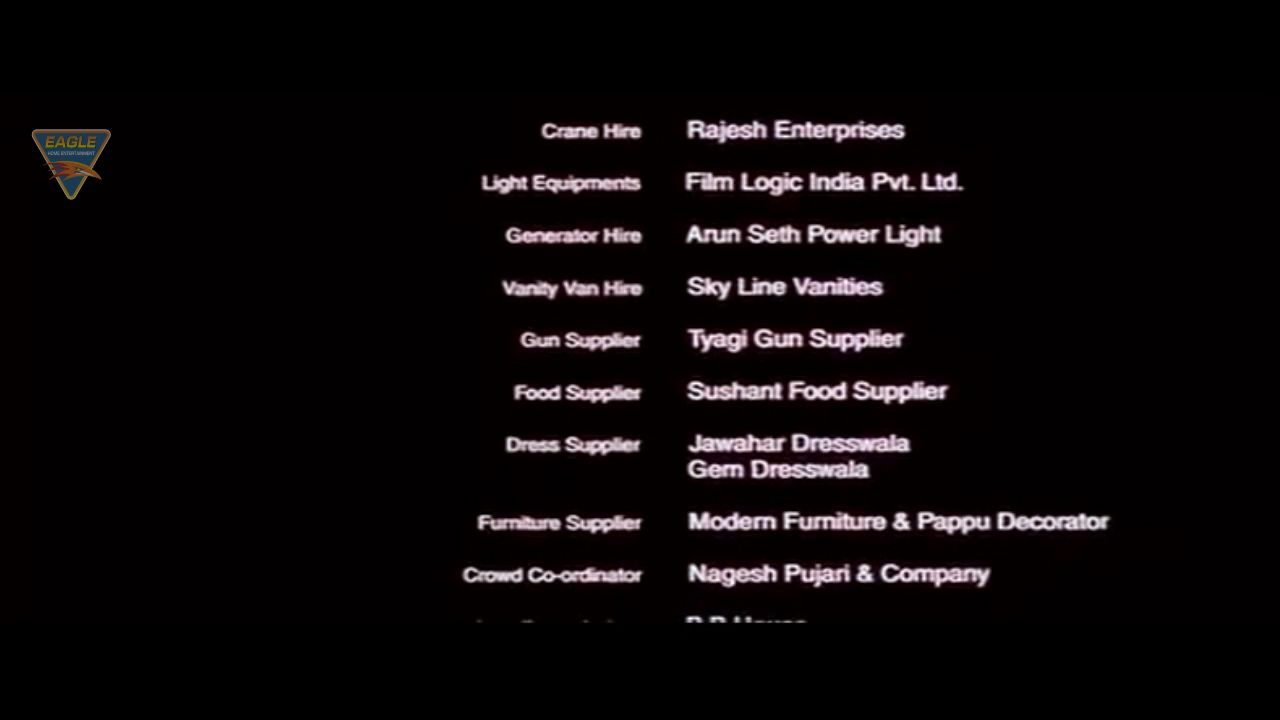 EAGLE
HOME ENTERTAINMENT
Crane Hire Rajesh Enterprises
Light Equipments Film Logic India Pvt. Ltd.
Generator Hire Arun Seth Power Light
Vanity Van Hire Sky Line Vanities
Gun Supplier Tyagi Gun Supplier
Food Supplier Sushant Food Supplier
Dress Supplier Jawahar Dresswala
Gem Dresswala
Furniture Supplier Modern Furniture & Pappu Decorator
Crowd Co-ordinator Nagesh Pujari & Company